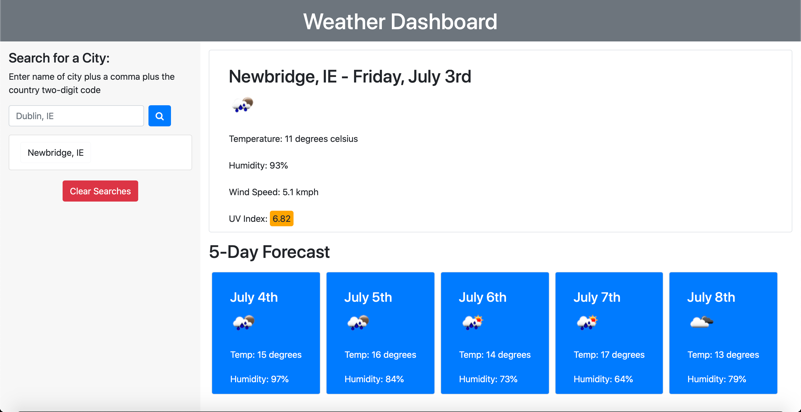 Weather Dashboard
Search for a City:
Enter name of city plus a comma plus the
country two-digit code
Dublin, IE
Newbridge, IE
Clear Searches
Newbridge, IE - Friday, July 3rd
Temperature: 11 degrees celsius
Humidity: 93%
Wind Speed: 5.1 kmph
UV Index: 6.82
5-Day Forecast
July 4th
Temp: 15 degrees
Humidity: 97%
July 5th
Temp: 16 degrees
Humidity: 84%
July 6th
Temp: 14 degrees
Humidity: 73%
July 7th
Temp: 17 degrees
Humidity: 64%
July 8th
Temp: 13 degrees
Humidity: 79%